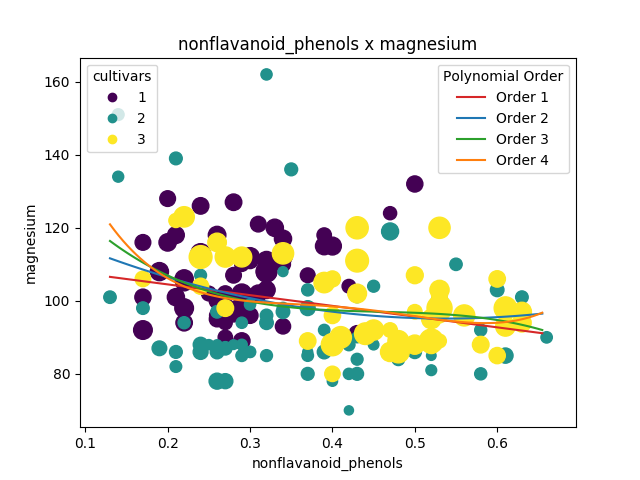 nonflavanoid_phenols x magnesium
cultivars
1
2
3
Polynomial Order
Order 1
Order 2
Order 3
Order 4
160
140
120
100
80
magnesium
0.1 0.2 0.3 0.4 0.5 0.6
nonflavanoid_phenols